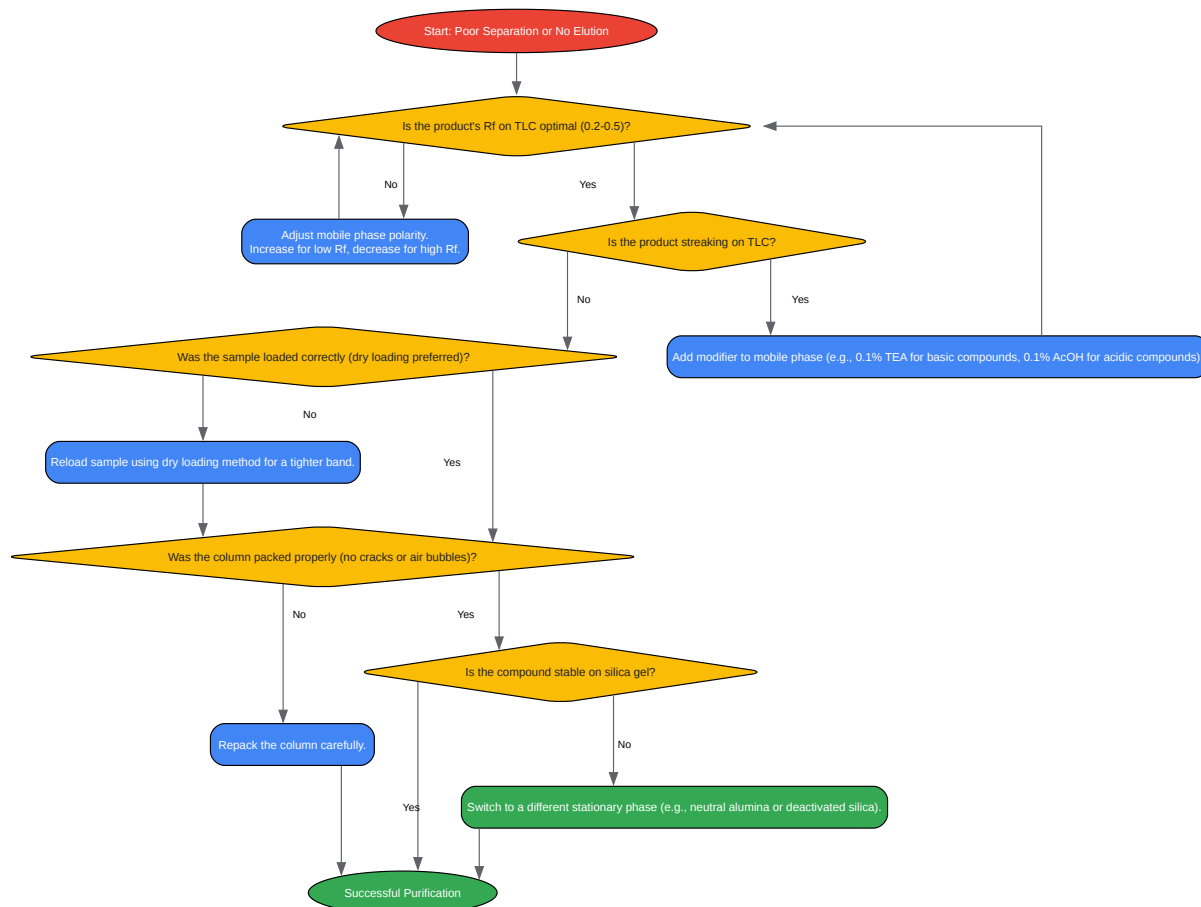 Start: Poor Separation or No Elution
Is the product's Rf on TLC optimal (0.2-0.5)?
No
Yes
Adjust mobile phase polarity.
Increase for low Rf, decrease for high Rf.
Is the product streaking on TLC?
No
Yes
Was the sample loaded correctly (dry loading preferred)?
Add modifier to mobile phase (e.g., 0.1% TEA for basic compounds, 0.1% AcOH for acidic compounds)
No
Reload sample using dry loading method for a tighter band.
Yes
Was the column packed properly (no cracks or air bubbles)?
No
Yes
Is the compound stable on silica gel?
Repack the column carefully.
No
Yes
Switch to a different stationary phase (e.g., neutral alumina or deactivated silica).
Successful Purification